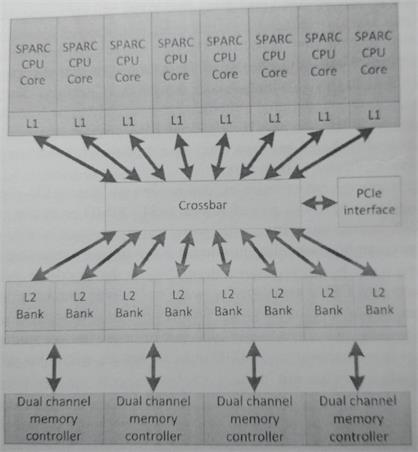 SPARC SPARC SPARC SPARC SPARC SPARC SPARC SPARC
CPU CPU CPU CPU CPU CPU CPU CPU
Core Core Core Core Core Core Core Core
L1 L1 L1 L1 L1 L1 L1 L1
Crossbar
PCIe
interface
L2 L2 L2 L2 L2 L2 L2 L2
Bank Bank Bank Bank Bank Bank Bank Bank
Dual channel Dual channel Dual channel Dual channel
memory memory memory memory
controller controller controller controller